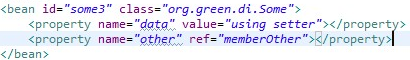 <bean id="some3" class="org.green.di.Some">
<property name="data" value="using setter"></property>
<property name="other" ref="memberOther"></property>
</bean>